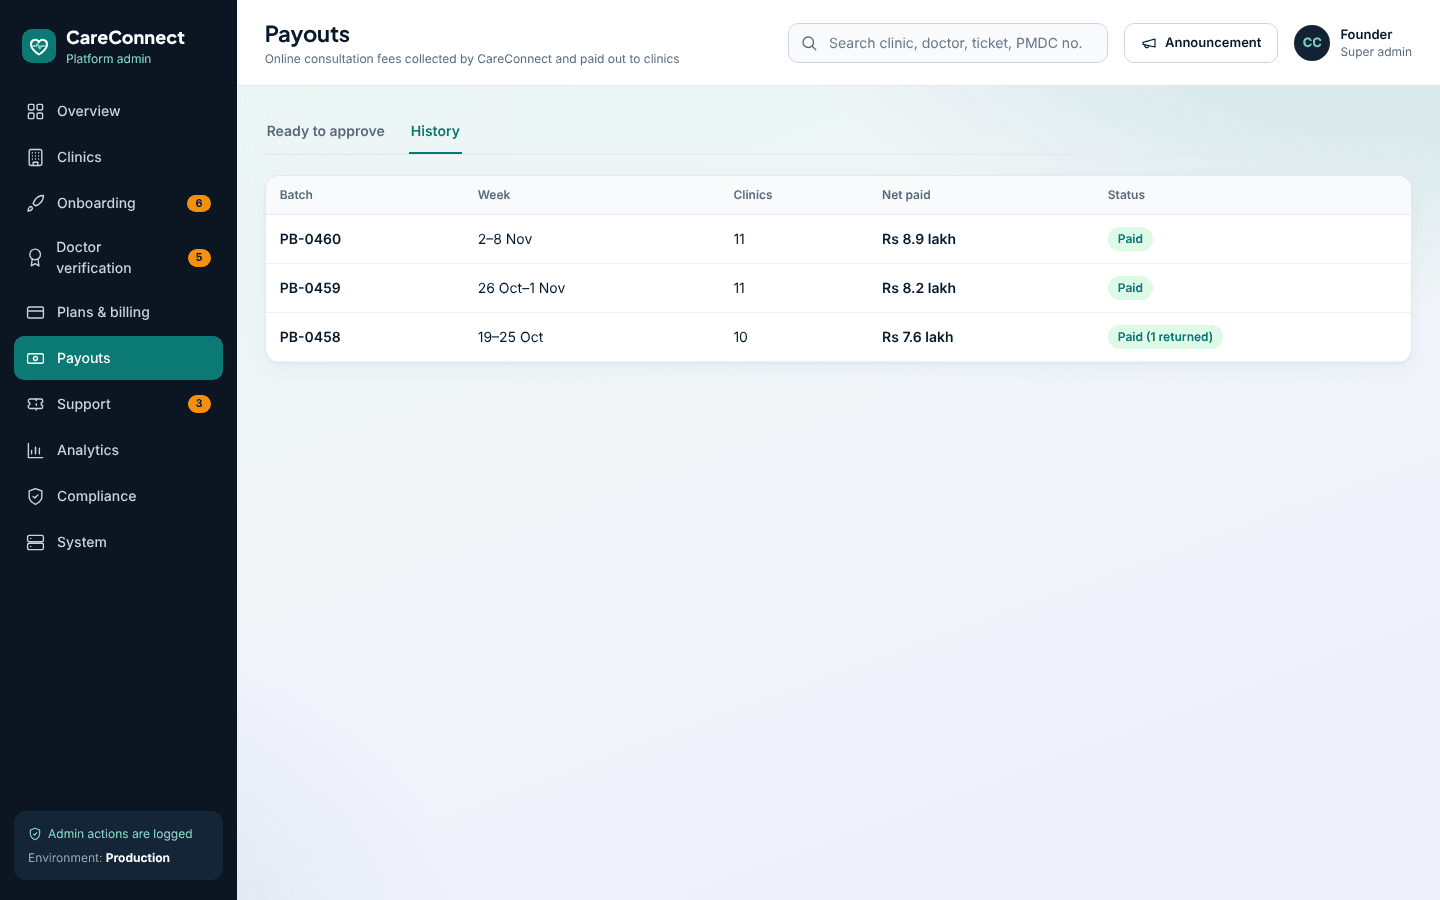 CareConnect
Platform admin
Overview
Clinics
Onboarding 6
Doctor
verification 5
Plans & billing
Payouts
Support 3
Analytics
Compliance
System
Admin actions are logged
Environment: Production
Payouts
Online consultation fees collected by CareConnect and paid out to clinics
Search clinic, doctor, ticket, PMDC no.
Announcement
CC
Founder
Super admin
Ready to approve History
Batch Week Clinics Net paid Status
PB-0460 2–8 Nov 11 Rs 8.9 lakh Paid
PB-0459 26 Oct–1 Nov 11 Rs 8.2 lakh Paid
PB-0458 19–25 Oct 10 Rs 7.6 lakh Paid (1 returned)